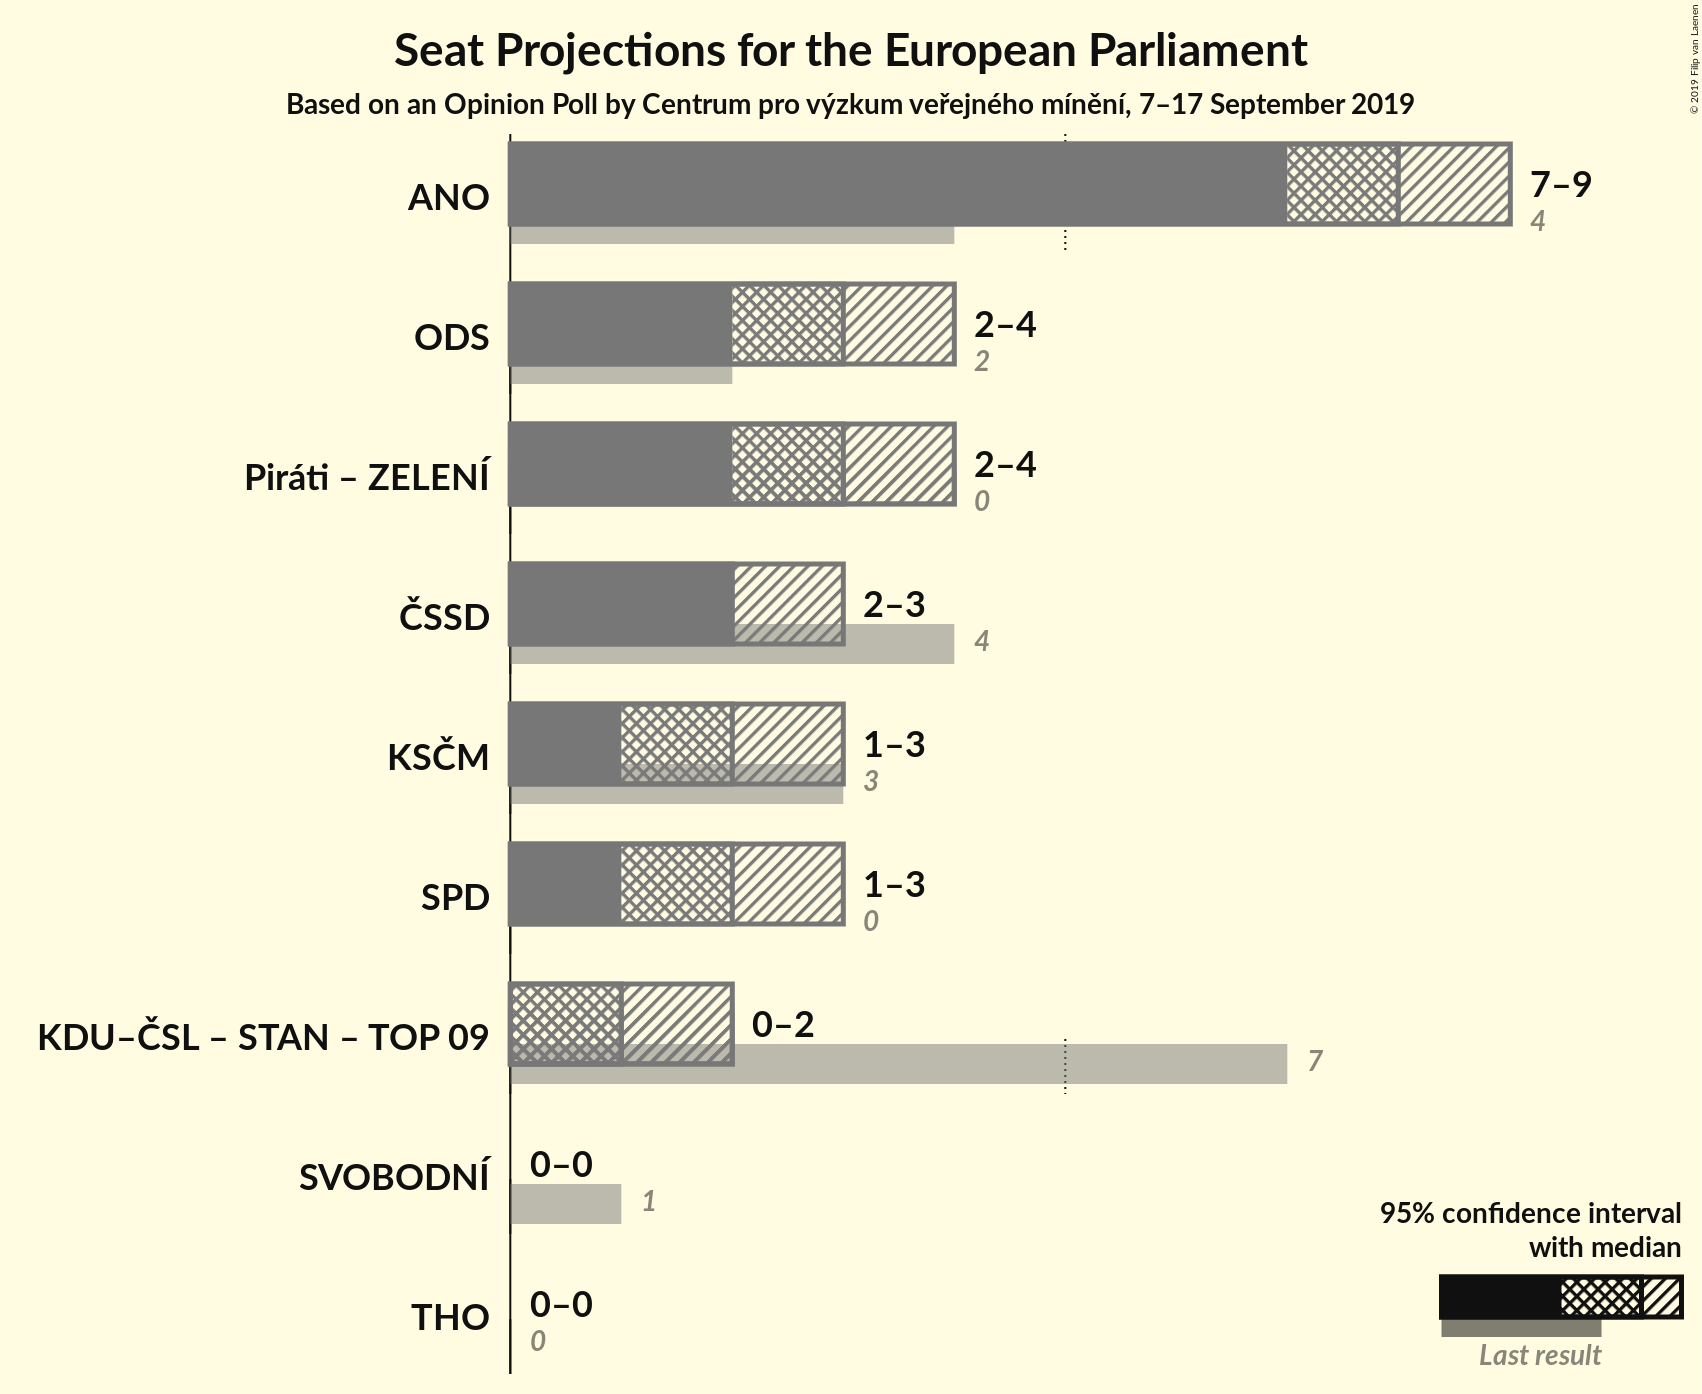 Seat Projections for the European Parliament
Based on an Opinion Poll by Centrum pro výzkum veřejného mínění, 7–17 September 2019
© 2019 Filip van Laenen
ANO
7–9
4
ODS
2–4
2
Piráti – ZELENÍ
2–4
0
ČSSD
2–3
4
KSČM
1–3
3
SPD
1–3
0
KDU–ČSL – STAN – TOP 09
0–2
7
SVOBODNÍ
0–0
1
THO
0–0
0
95% confidence interval
with median
Last result